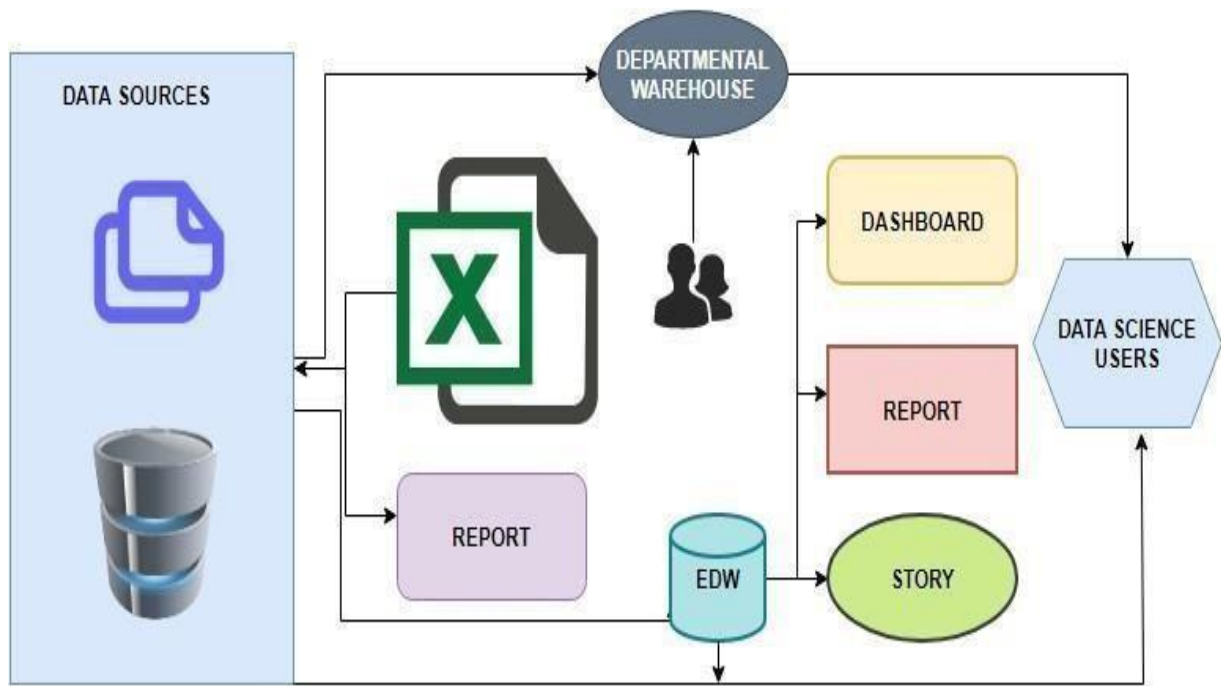 DATA SOURCES
DEPARTMENTAL
WAREHOUSE
X
DASHBOARD
DATA SCIENCE
USERS
REPORT
REPORT
EDW
STORY